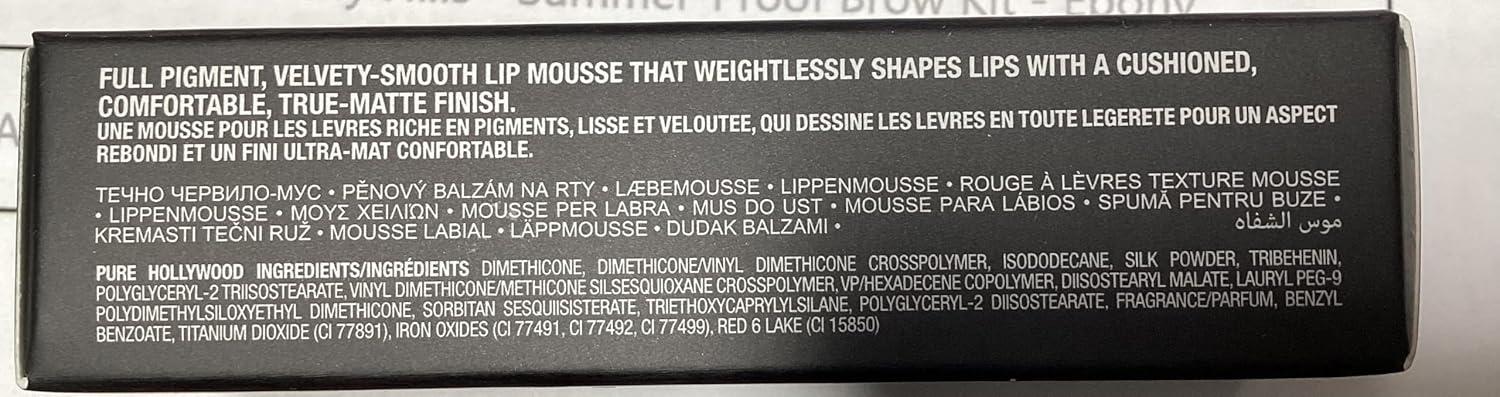 Summer Proof Brow Kit - Ebony
FULL PIGMENT, VELVETY-SMOOTH LIP MOUSSE THAT WEIGHTLESSLY SHAPES LIPS WITH A CUSHIONED,
COMFORTABLE, TRUE-MATTE FINISH.
UNE MOUSSE POUR LES LEVRES RICHE EN PIGMENTS, LISSE ET VELOUTEE, QUI DESSINE LES LEVRES EN TOUTE LEGERETE POUR UN ASPECT
REBONDI ET UN FINI ULTRA-MAT CONFORTABLE.
ТЕЧНО ЧЕРВИЛО-МУС • PĚNOVÝ BALZÁM NA RTY • LÆBEMOUSSE • LIPPENMOUSSE • ROUGE À LÈVRES TEXTURE MOUSSE
• LIPPENMOUSSE • ΜΟΥΣ ΧΕΙΛΙΏΝ • MOUSSE PER LABRA • MUS DO UST • MOUSSE PARA LÁBIOS • SPUMĂ PENTRU BUZE •
KREMASTI TEČNI RUŽ • MOUSSE LABIAL • LÄPPMOUSSE • DUDAK BALZAMI • موس الشفاه
PURE HOLLYWOOD INGREDIENTS/INGRÉDIENTS DIMETHICONE, DIMETHICONE/VINYL DIMETHICONE CROSSPOLYMER, ISODODECANE, SILK POWDER, TRIBEHENIN,
POLYGLYCERYL-2 TRIISOSTEARATE, VINYL DIMETHICONE/METHICONE SILSESQUIOXANE CROSSPOLYMER, VP/HEXADECENE COPOLYMER, DIISOSTEARYL MALATE, LAURYL PEG-9
POLYDIMETHYLSILOXYETHYL DIMETHICONE, SORBITAN SESQUIISISTERATE, TRIETHOXYCAPRYLYLSILANE, POLYGLYCERYL-2 DIISOSTEARATE, FRAGRANCE/PARFUM, BENZYL
BENZOATE, TITANIUM DIOXIDE (CI 77891), IRON OXIDES (CI 77491, CI 77492, CI 77499), RED 6 LAKE (CI 15850)